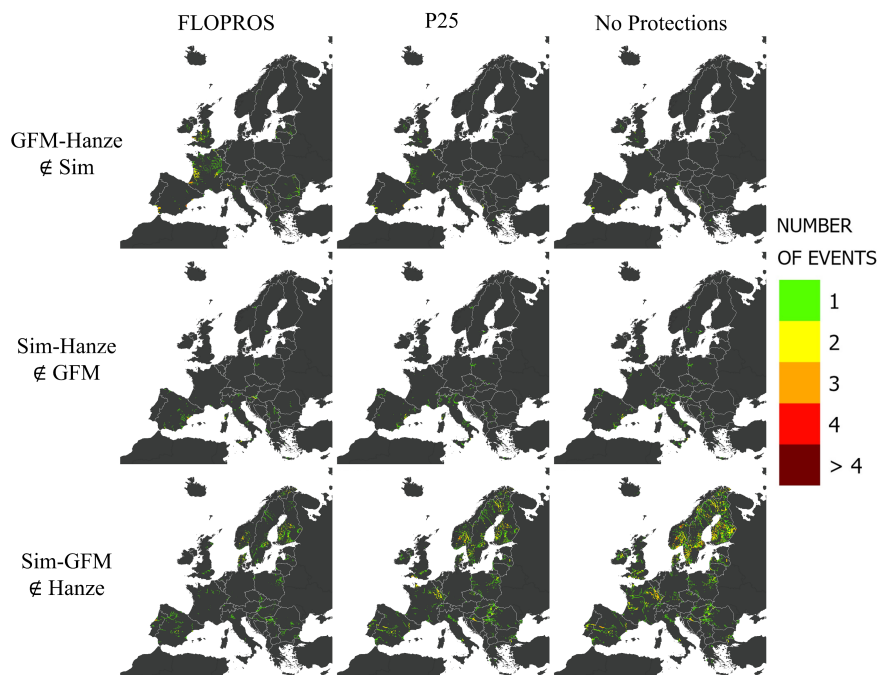 FLOPROS
P25
No Protections
GFM-Hanze
∉ Sim
Sim-Hanze
∉ GFM
Sim-GFM
∉ Hanze
NUMBER
OF EVENTS
1
2
3
4
> 4